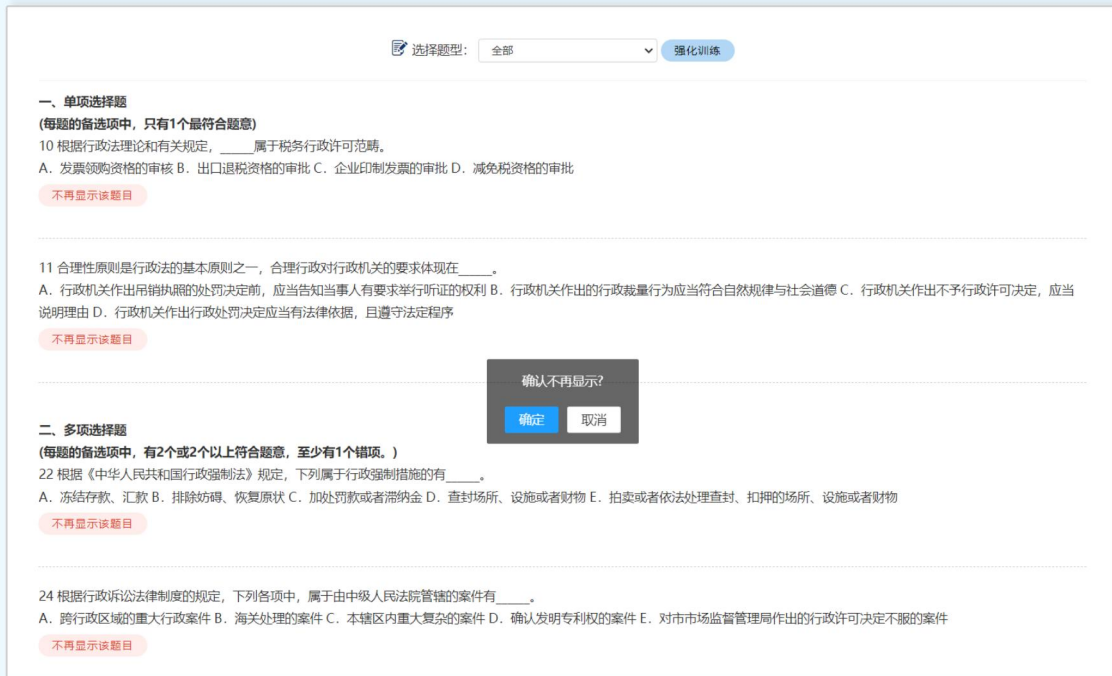 选择题型： 全部 强化训练
一、单项选择题
(每题的备选项中，只有1个最符合题意)
10 根据行政法理论和有关规定，_____属于税务行政许可范畴。
A．发票领购资格的审核 B．出口退税资格的审批 C．企业印制发票的审批 D．减免税资格的审批
不再显示该题目
11 合理性原则是行政法的基本原则之一，合理行政对行政机关的要求体现在_____。
A．行政机关作出吊销执照的处罚决定前，应当告知当事人有要求举行听证的权利 B．行政机关作出的行政裁量行为应当符合自然规律与社会道德 C．行政机关作出不予行政许可决定，应当
说明理由 D．行政机关作出行政处罚决定应当有法律依据，且遵守法定程序
不再显示该题目
确认不再显示?
确定 取消
二、多项选择题
(每题的备选项中，有2个或2个以上符合题意，至少有1个错项。)
22 根据《中华人民共和国行政强制法》规定，下列属于行政强制措施的有_____。
A．冻结存款、汇款 B．排除妨碍、恢复原状 C．加处罚款或者滞纳金 D．查封场所、设施或者财物 E．拍卖或者依法处理查封、扣押的场所、设施或者财物
不再显示该题目
24 根据行政诉讼法律制度的规定，下列各项中，属于由中级人民法院管辖的案件有_____。
A．跨行政区域的重大行政案件 B．海关处理的案件 C．本辖区内重大复杂的案件 D．确认发明专利权的案件 E．对市市场监督管理局作出的行政许可决定不服的案件
不再显示该题目